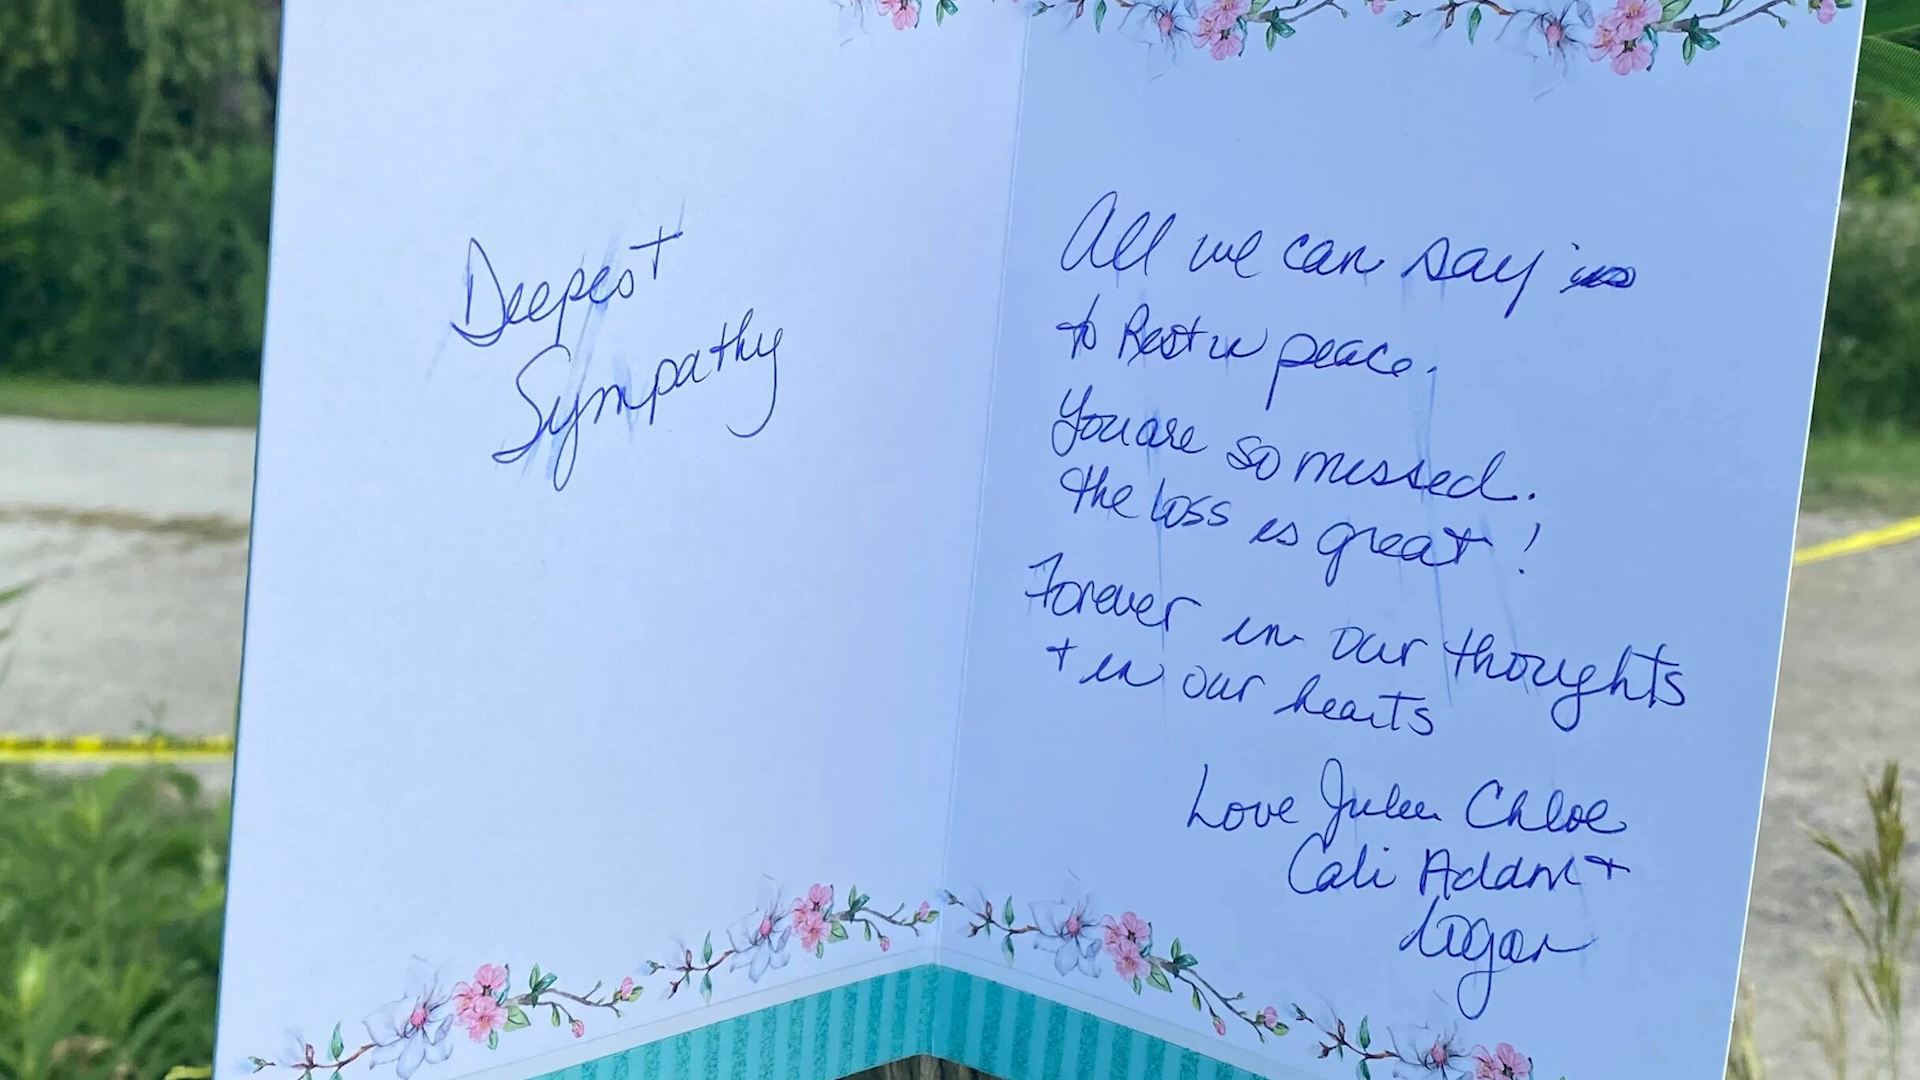 Deepest
Sympathy
All we can say is
to Rest in peace.
You are so missed.
the loss is great!
Forever in our thoughts
+ in our hearts
Love Julie Chloe
Cali Adam +
Logan